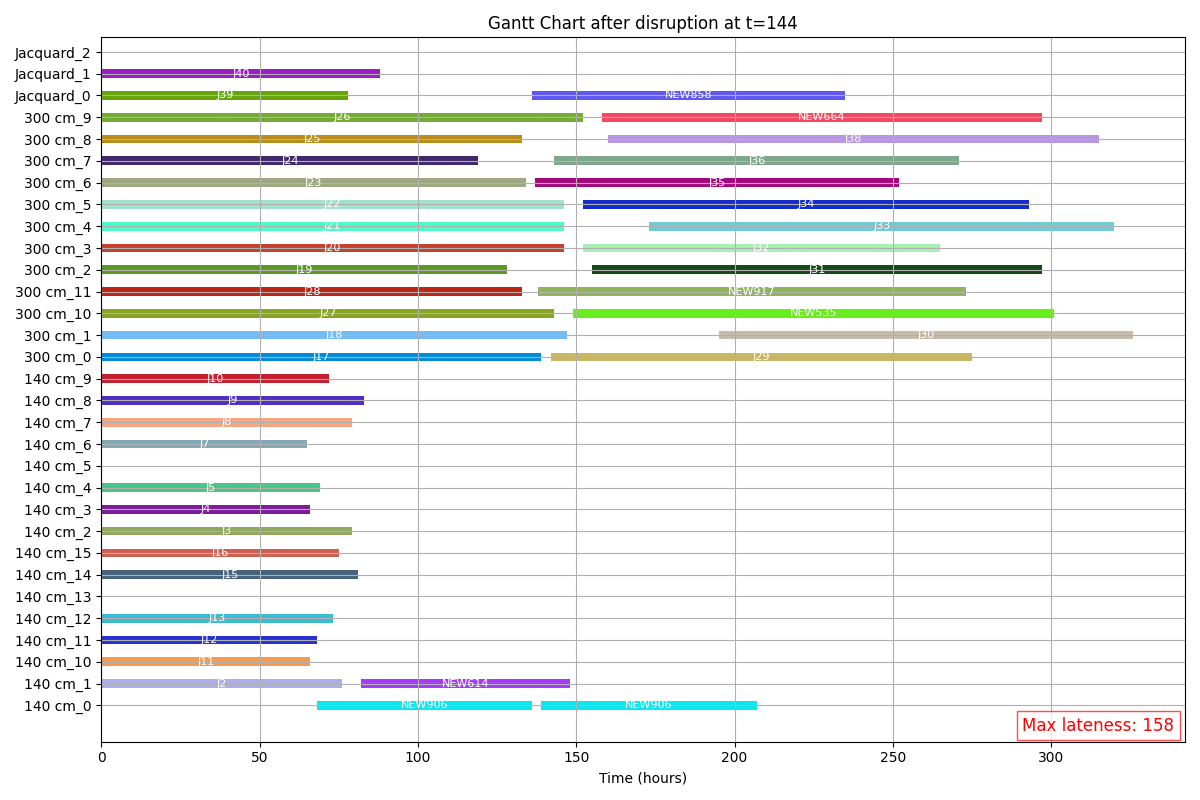 Gantt Chart after disruption at t=144
Jacquard_2
Jacquard_1 J40
Jacquard_0 J39 NEW858
300 cm_9 J26 NEW664
300 cm_8 J25 J38
300 cm_7 J24 J36
300 cm_6 J23 J35
300 cm_5 J22 J34
300 cm_4 J21 J33
300 cm_3 J20 J32
300 cm_2 J19 J31
300 cm_11 J28 NEW917
300 cm_10 J27 NEW535
300 cm_1 J18 J30
300 cm_0 J17 J29
140 cm_9 J10
140 cm_8 J9
140 cm_7 J8
140 cm_6 J7
140 cm_5
140 cm_4 J5
140 cm_3 J4
140 cm_2 J3
140 cm_15 J16
140 cm_14 J15
140 cm_13
140 cm_12 J13
140 cm_11 J12
140 cm_10 J11
140 cm_1 J2 NEW614
140 cm_0 NEW906 NEW906
Max lateness: 158
0 50 100 150 200 250 300
Time (hours)